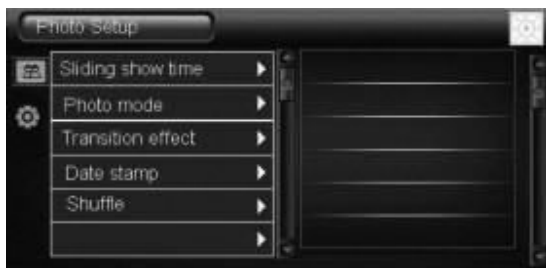 Photo Setup
Sliding show time
Photo mode
Transition effect
Date stamp
Shuffle